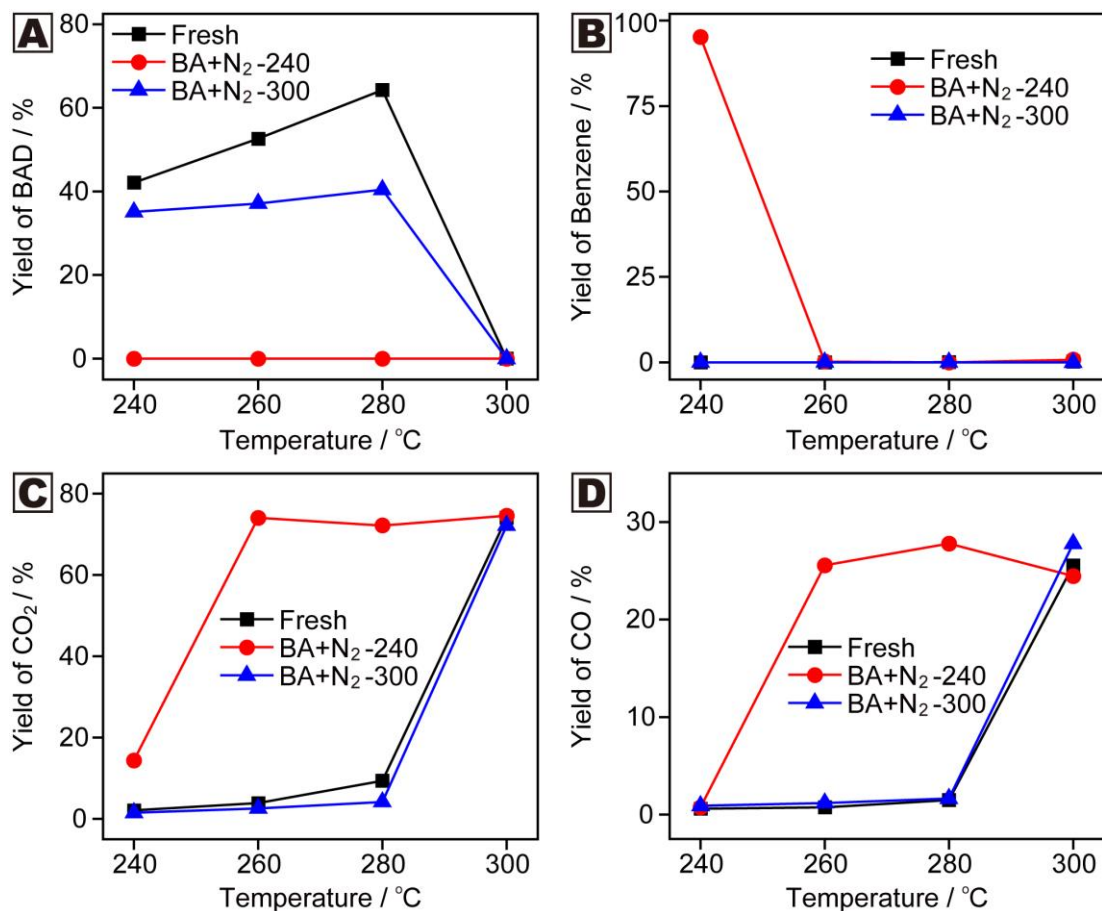 A
Yield of BAD / %
80
60
40
20
0
Fresh
BA+N₂-240
BA+N₂-300
240
260
280
300
Temperature / °C
B
Yield of Benzene / %
100
75
50
25
0
Fresh
BA+N₂-240
BA+N₂-300
240
260
280
300
Temperature / °C
C
Yield of CO₂ / %
80
60
40
20
0
Fresh
BA+N₂-240
BA+N₂-300
240
260
280
300
Temperature / °C
D
Yield of CO / %
30
20
10
0
Fresh
BA+N₂-240
BA+N₂-300
240
260
280
300
Temperature / °C